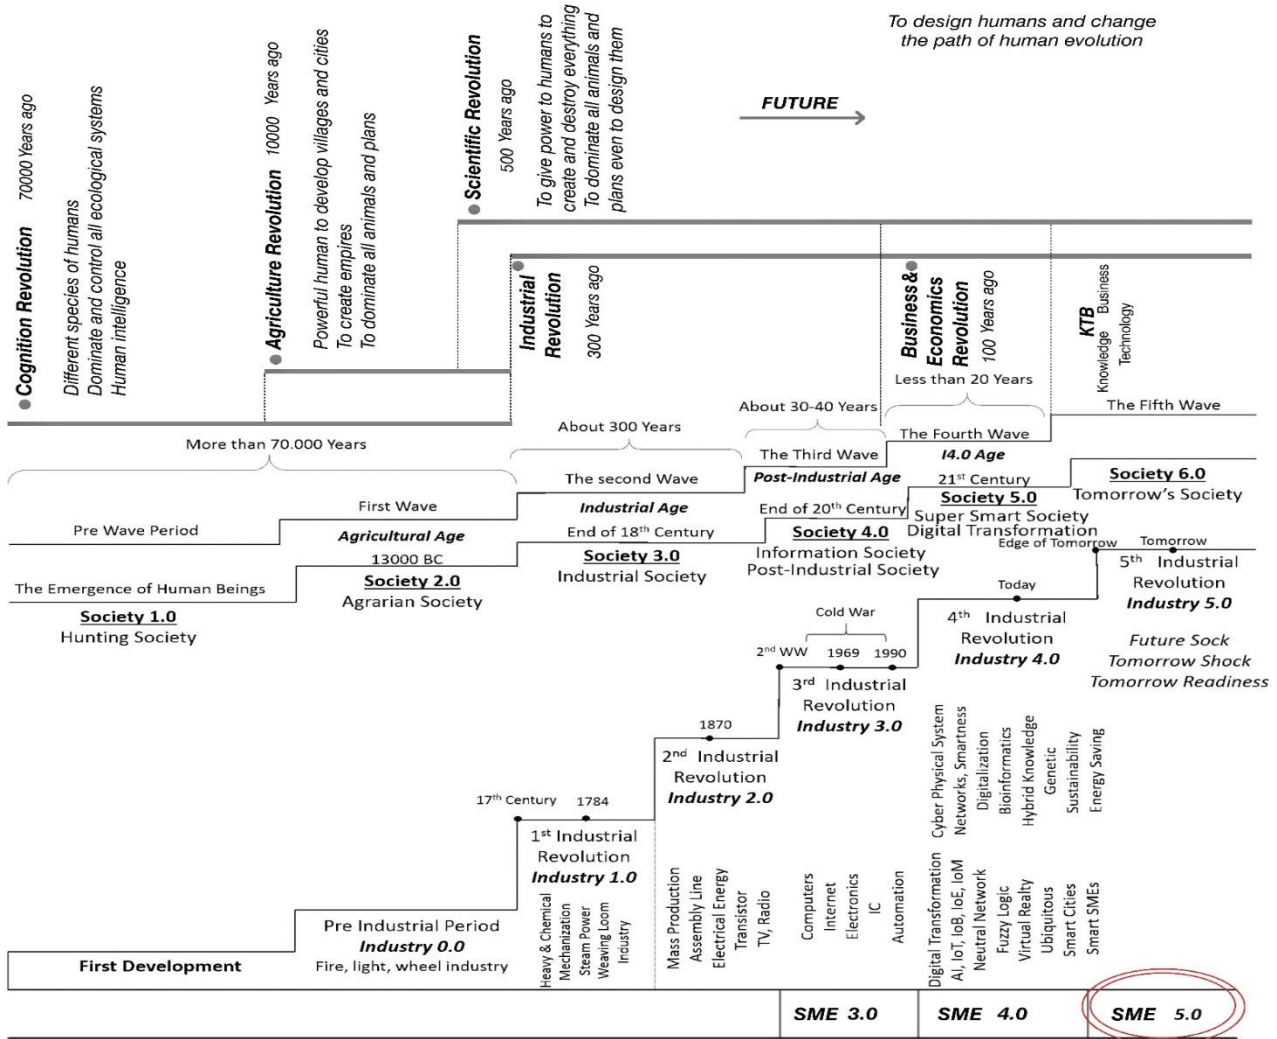 To design humans and change
the path of human evolution
FUTURE
Cognition Revolution 70000 Years ago
Different species of humans
Dominate and control all ecological systems
Human intelligence
Agriculture Revolution 10000 Years ago
Powerful human to develop villages and cities
To create empires
To dominate all animals and plans
Scientific Revolution
500 Years ago
To give power to humans to
create and destroy everything
To dominate all animals and
plans even to design them
Industrial
Revolution
300 Years ago
Business &
Economics
Revolution
100 Years ago
KTB
Knowledge Business
Technology
More than 70.000 Years
About 300 Years
About 30-40 Years
Less than 20 Years
Pre Wave Period
First Wave
Agricultural Age
The second Wave
Industrial Age
The Third Wave
Post-Industrial Age
The Fourth Wave
I4.0 Age
The Fifth Wave
The Emergence of Human Beings
Society 1.0
Hunting Society
13000 BC
Society 2.0
Agrarian Society
End of 18th Century
Society 3.0
Industrial Society
End of 20th Century
Society 4.0
Information Society
Post-Industrial Society
21st Century
Society 5.0
Super Smart Society
Digital Transformation
Society 6.0
Tomorrow's Society
First Development
Pre Industrial Period
Industry 0.0
Fire, light, wheel industry
17th Century
1784
1st Industrial
Revolution
Industry 1.0
Heavy & Chemical
Mechanization
Steam Power
Weaving Loom
Industry
1870
2nd Industrial
Revolution
Industry 2.0
Mass Production
Assembly Line
Electrical Energy
Transistor
TV, Radio
Cold War
2nd WW
1969
1990
3rd Industrial
Revolution
Industry 3.0
Computers
Internet
Electronics
IC
Automation
Today
4th Industrial
Revolution
Industry 4.0
Cyber Physical System
Networks, Smartness
Digitalization
Bioinformatics
Hybrid Knowledge
Genetic
Sustainability
Energy Saving
Digital Transformation
AI, IoT, IoB, IoE, IoM
Neutral Network
Fuzzy Logic
Virtual Realty
Ubiquitous
Smart Cities
Smart SMEs
Edge of Tomorrow
Tomorrow
5th Industrial
Revolution
Industry 5.0
Future Sock
Tomorrow Shock
Tomorrow Readiness
SME 3.0
SME 4.0
SME 5.0